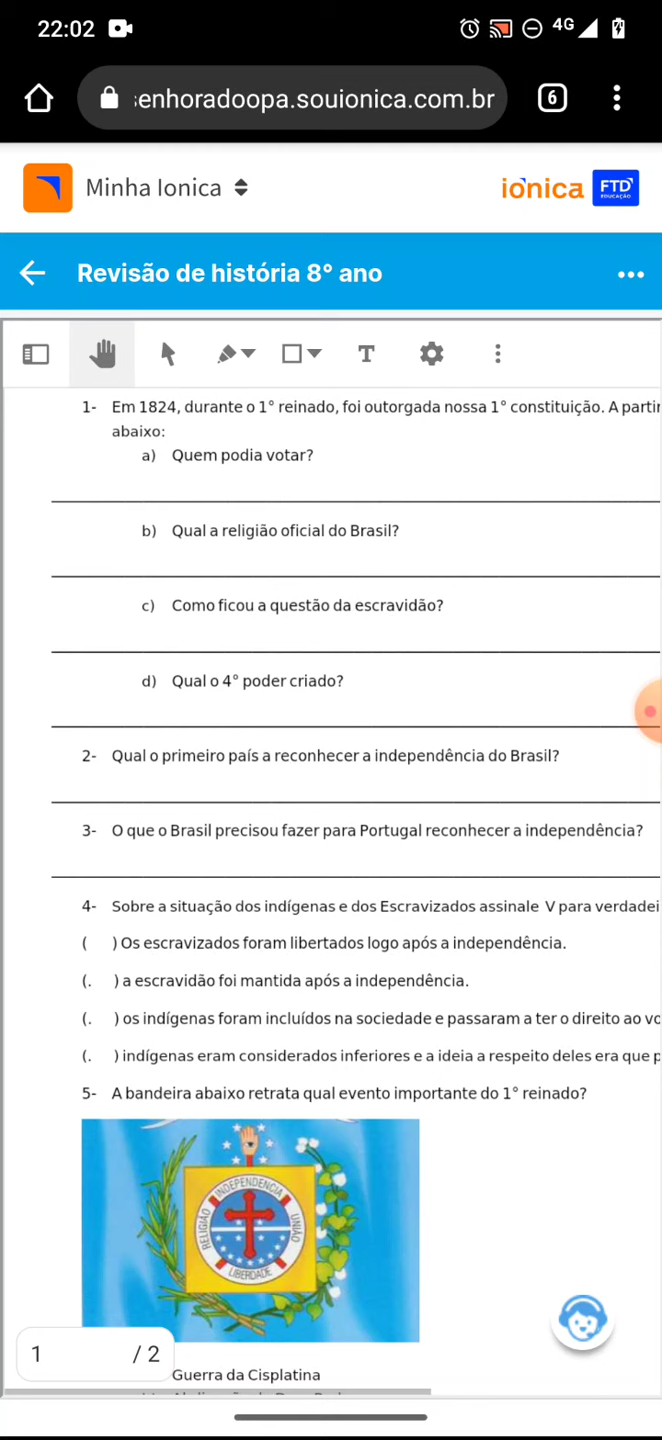 22:02
4G
:enhoradoopa.souionica.com.br
6
Minha Ionica
ionica
FTD
EDUCAÇÃO
Revisão de história 8° ano
T
1- Em 1824, durante o 1° reinado, foi outorgada nossa 1° constituição. A partir
abaixo:
a) Quem podia votar?
b) Qual a religião oficial do Brasil?
c) Como ficou a questão da escravidão?
d) Qual o 4° poder criado?
2- Qual o primeiro país a reconhecer a independência do Brasil?
3- O que o Brasil precisou fazer para Portugal reconhecer a independência?
4- Sobre a situação dos indígenas e dos Escravizados assinale V para verdadei
( ) Os escravizados foram libertados logo após a independência.
(. ) a escravidão foi mantida após a independência.
(. ) os indígenas foram incluídos na sociedade e passaram a ter o direito ao vo
(. ) indígenas eram considerados inferiores e a ideia a respeito deles era que p
5- A bandeira abaixo retrata qual evento importante do 1° reinado?
INDEPENDENCIA
RELIGIÃO
UNIÃO
LIBERDADE
1 / 2
Guerra da Cisplatina